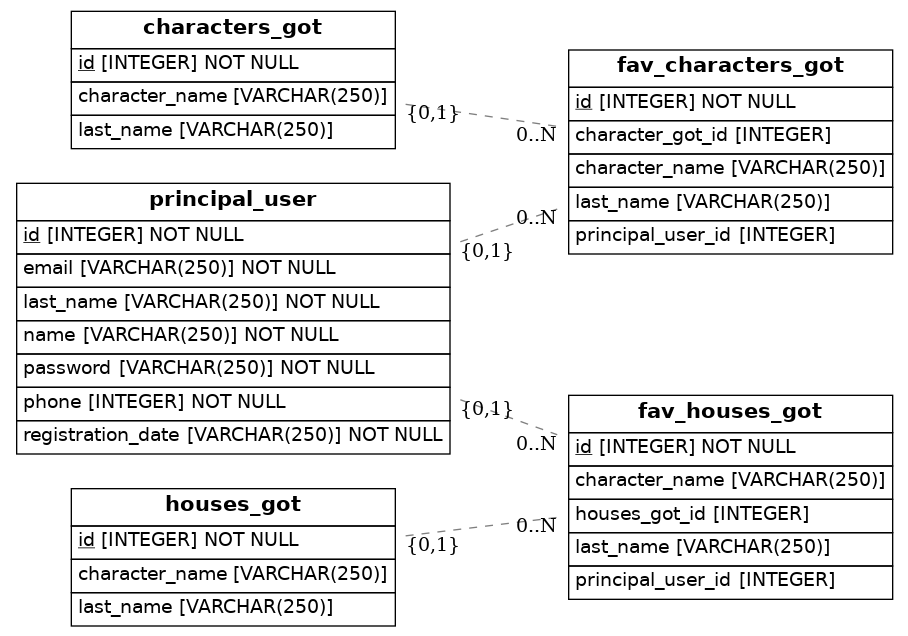 characters_got
id [INTEGER] NOT NULL
character_name [VARCHAR(250)]
last_name [VARCHAR(250)]
{0,1}
0..N
fav_characters_got
id [INTEGER] NOT NULL
character_got_id [INTEGER]
character_name [VARCHAR(250)]
last_name [VARCHAR(250)]
principal_user_id [INTEGER]
principal_user
id [INTEGER] NOT NULL
email [VARCHAR(250)] NOT NULL
last_name [VARCHAR(250)] NOT NULL
name [VARCHAR(250)] NOT NULL
password [VARCHAR(250)] NOT NULL
phone [INTEGER] NOT NULL
registration_date [VARCHAR(250)] NOT NULL
0..N
{0,1}
{0,1}
0..N
fav_houses_got
id [INTEGER] NOT NULL
character_name [VARCHAR(250)]
houses_got_id [INTEGER]
last_name [VARCHAR(250)]
principal_user_id [INTEGER]
houses_got
id [INTEGER] NOT NULL
character_name [VARCHAR(250)]
last_name [VARCHAR(250)]
{0,1}
0..N